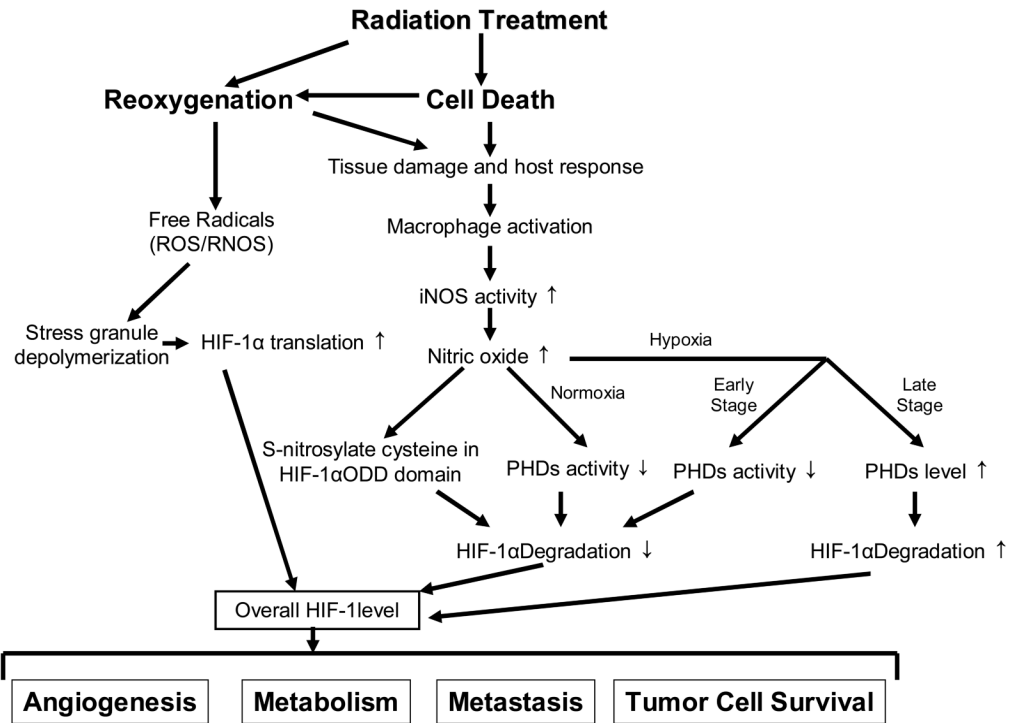 Radiation Treatment
Reoxygenation
Cell Death
Tissue damage and host response
Free Radicals
(ROS/RNOS)
Macrophage activation
iNOS activity ↑
Stress granule
depolymerization
HIF-1α translation ↑
Nitric oxide ↑
Hypoxia
Normoxia
Early
Stage
Late
Stage
S-nitrosylate cysteine in
HIF-1αODD domain
PHDs activity ↓
PHDs activity ↓
PHDs level ↑
HIF-1αDegradation ↓
HIF-1αDegradation ↑
Overall HIF-1level
Angiogenesis
Metabolism
Metastasis
Tumor Cell Survival